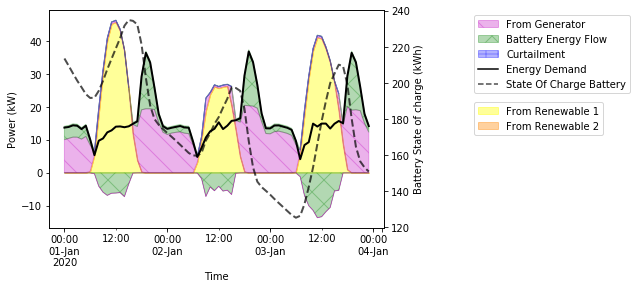 From Generator
Battery Energy Flow
Curtailment
Energy Demand
State Of Charge Battery
From Renewable 1
From Renewable 2
Power (kW)
40
30
20
10
0
−10
240
220
200
180
160
140
120
Battery State of charge (kWh)
00:00 12:00 00:00 12:00 00:00 12:00 00:00
01-Jan 02-Jan 03-Jan 04-Jan
2020
Time